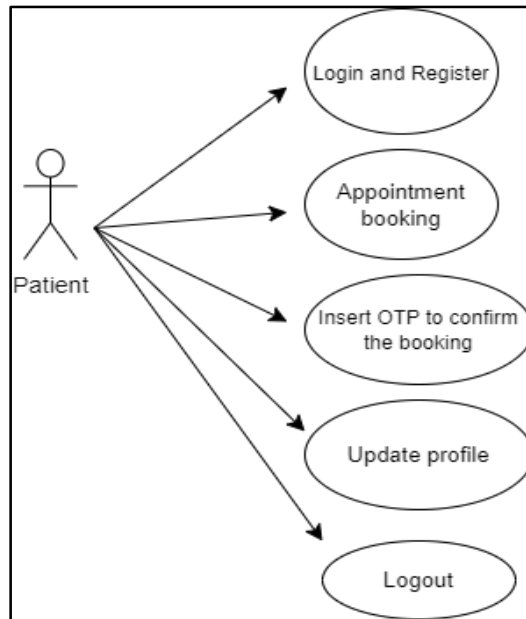 Login and Register
Appointment
booking
Patient
Insert OTP to confirm
the booking
Update profile
Logout